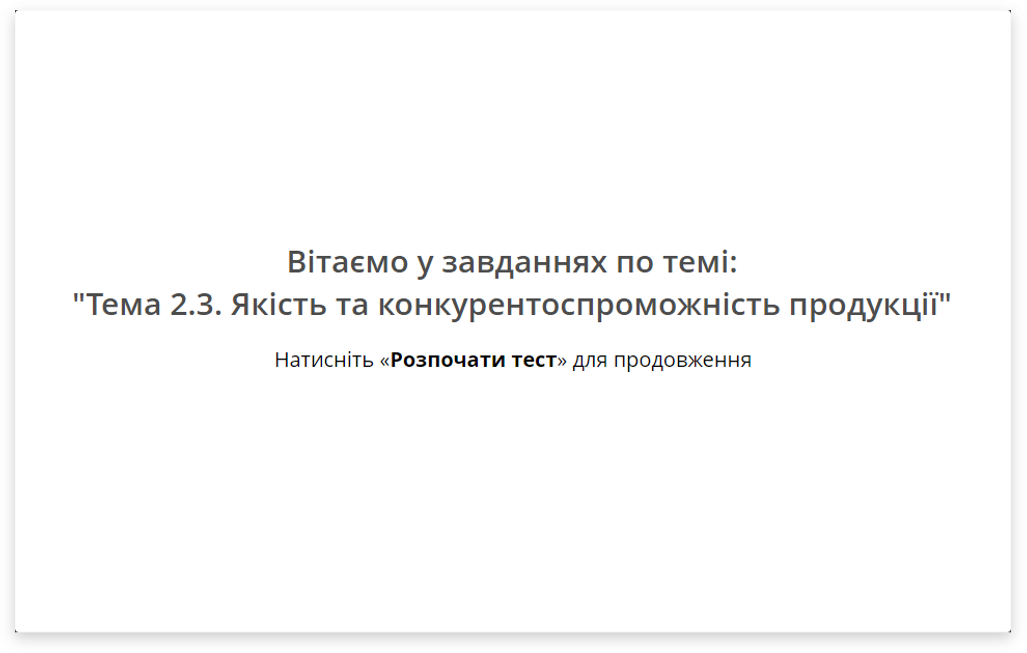 Вітаємо у завданнях по темі:
"Тема 2.3. Якість та конкурентоспроможність продукції"
Натисніть «Розпочати тест» для продовження